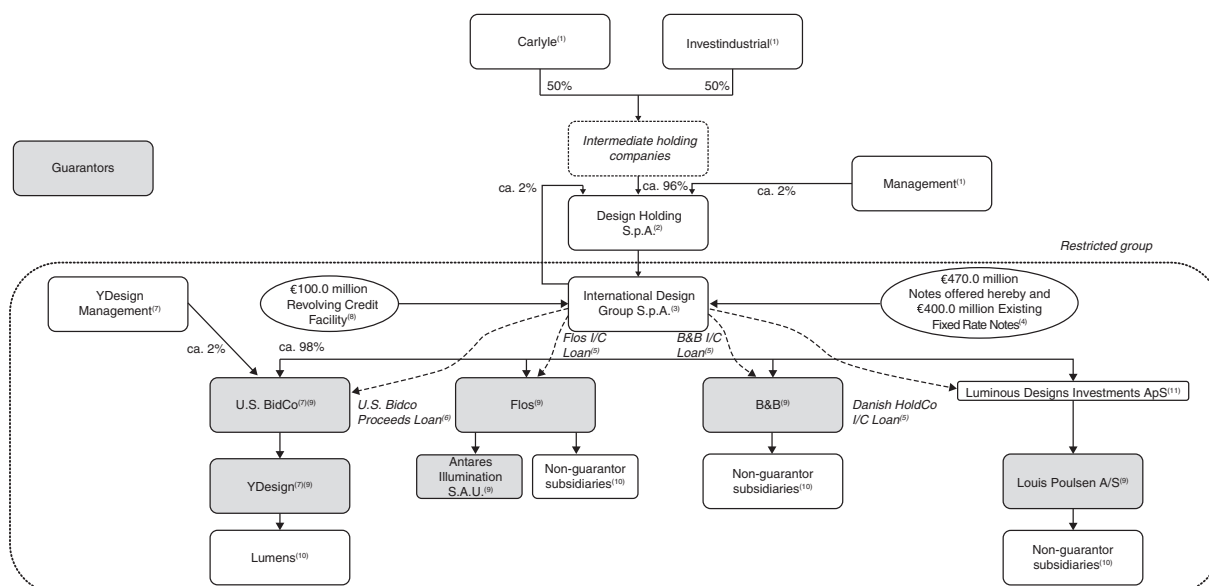 Carlyle(1)
Investindustrial(1)
50%
50%
Intermediate holding
companies
Guarantors
ca. 2%
ca. 96%
ca. 2%
Management(1)
Design Holding
S.p.A.(2)
Restricted group
YDesign
Management(7)
€100.0 million
Revolving Credit
Facility(8)
International Design
Group S.p.A.(3)
€470.0 million
Notes offered hereby and
€400.0 million Existing
Fixed Rate Notes(4)
Flos I/C
Loan(5)
B&B I/C
Loan(5)
ca. 2%
ca. 98%
U.S. BidCo(7)(9)
U.S. Bidco
Proceeds Loan(6)
Flos(9)
B&B(9)
Danish HoldCo
I/C Loan(5)
Luminous Designs Investments ApS(11)
YDesign(7)(9)
Antares
Illumination
S.A.U.(9)
Non-guarantor
subsidiaries(10)
Non-guarantor
subsidiaries(10)
Louis Poulsen A/S(9)
Lumens(10)
Non-guarantor
subsidiaries(10)